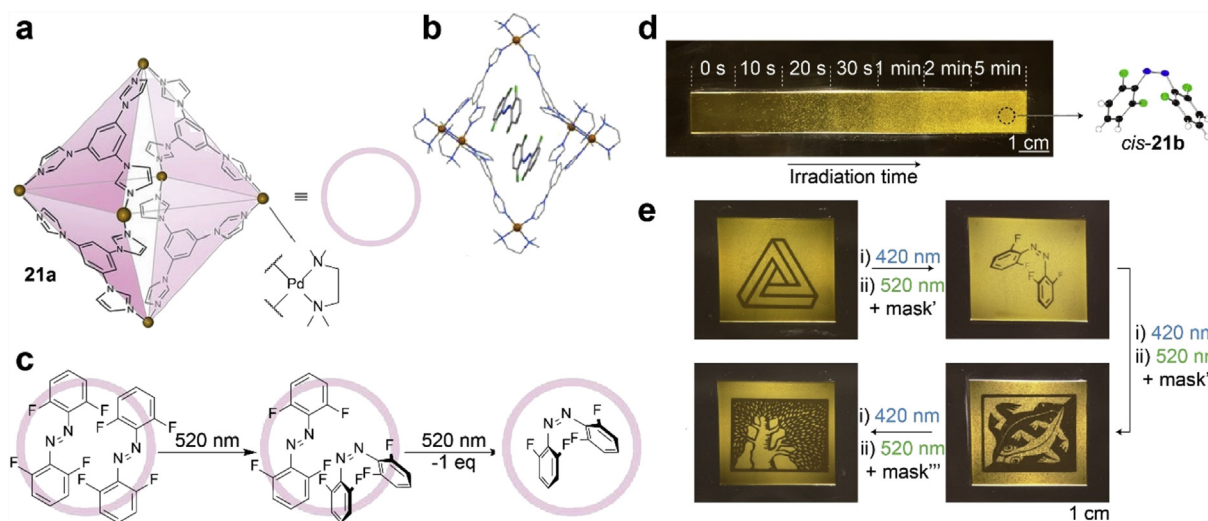 a
N N N N
N N N N
N N N N
N N N N
N N N N
N N N N
N N N N
N N N N
21a
≡
N
Pd
N
b
c
F F
N N
F F
N N
F F
F F
520 nm
F F
N N
F F
N N
F F
F F
520 nm
-1 eq
N N
F F
F F
d
0 s 10 s 20 s 30 s 1 min 2 min 5 min
1 cm
Irradiation time
cis-21b
e
i) 420 nm
ii) 520 nm
+ mask'
F
N N
F F
F
i) 420 nm
ii) 520 nm
+ mask''
i) 420 nm
ii) 520 nm
+ mask'''
1 cm